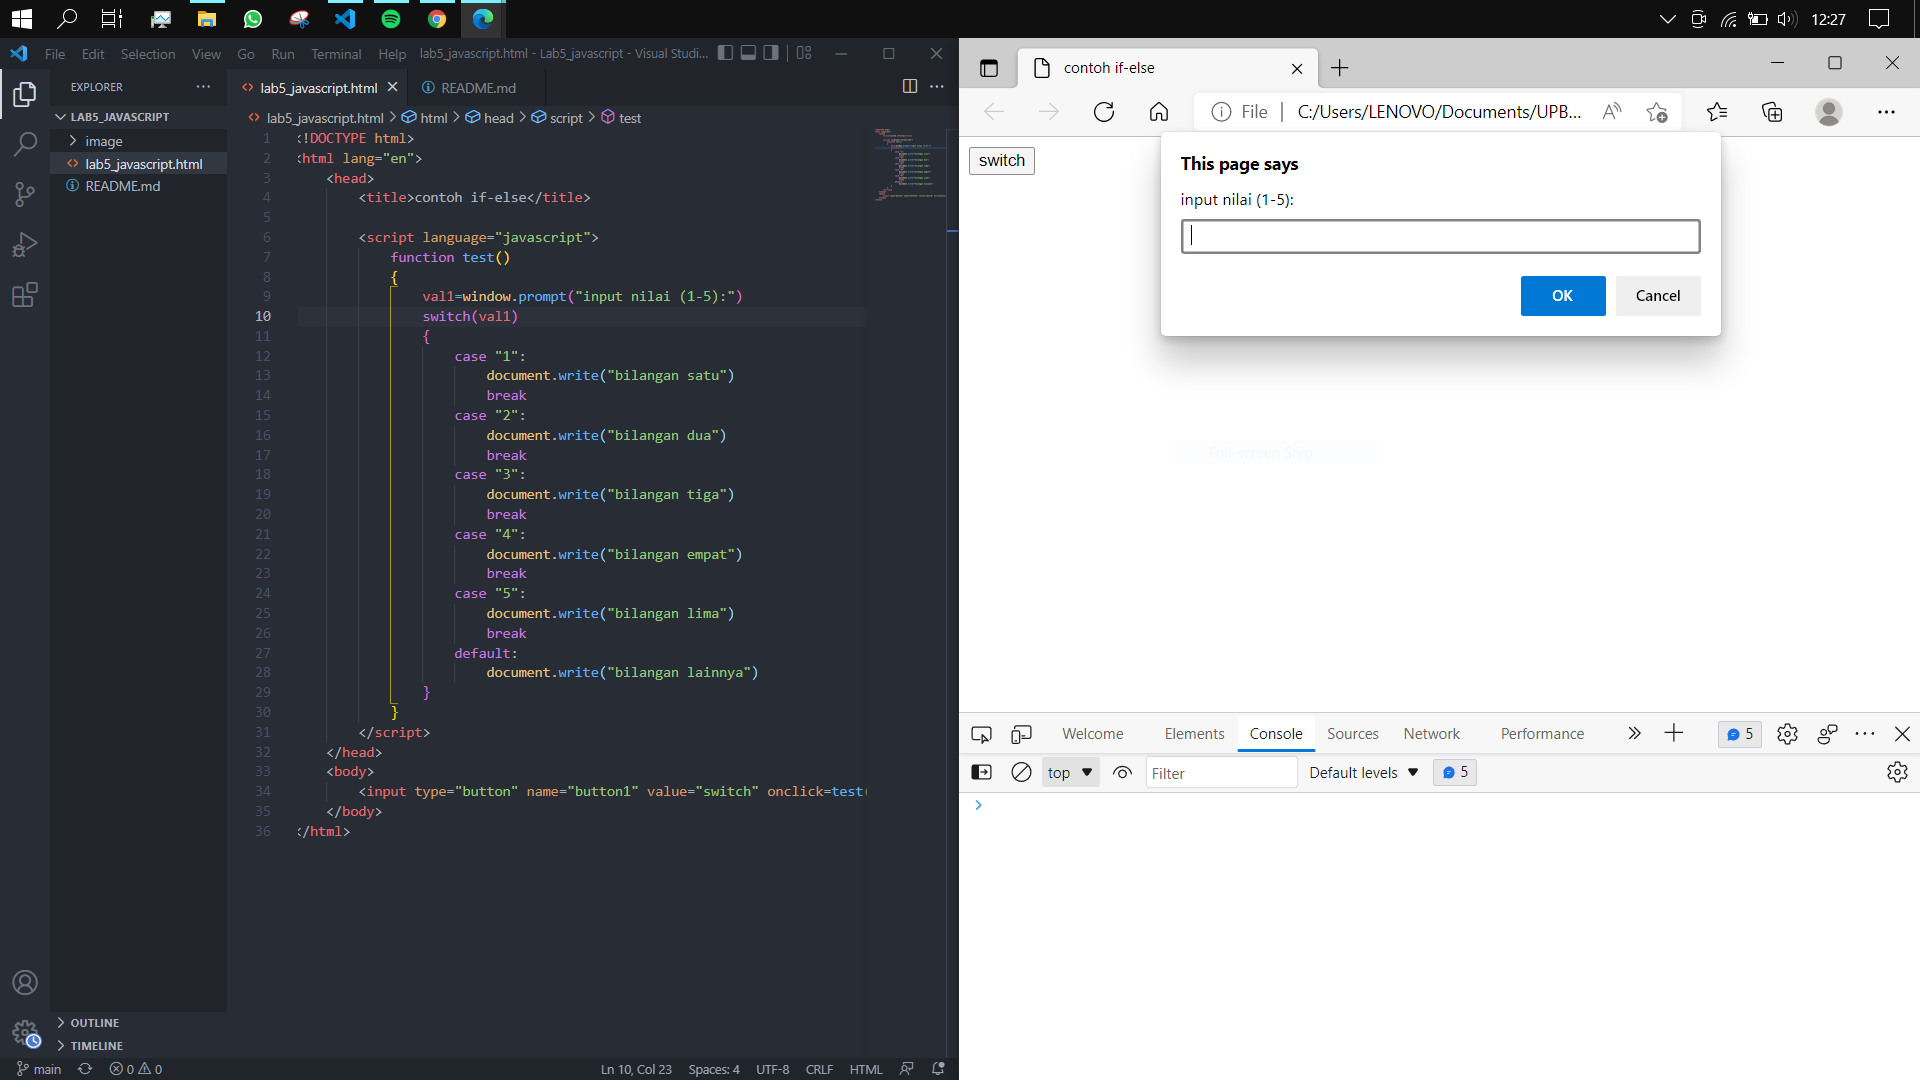 12:27
File Edit Selection View Go Run Terminal Help lab5_javascript.html - Lab5_javascript - Visual Studi...
EXPLORER
LAB5_JAVASCRIPT
image
lab5_javascript.html
README.md
OUTLINE
TIMELINE
lab5_javascript.html README.md
lab5_javascript.html > html > head > script > test
1 <!DOCTYPE html>
2 <html lang="en">
3 <head>
4 <title>contoh if-else</title>
5
6 <script language="javascript">
7 function test()
8 {
9 val1=window.prompt("input nilai (1-5):")
10 switch(val1)
11 {
12 case "1":
13 document.write("bilangan satu")
14 break
15 case "2":
16 document.write("bilangan dua")
17 break
18 case "3":
19 document.write("bilangan tiga")
20 break
21 case "4":
22 document.write("bilangan empat")
23 break
24 case "5":
25 document.write("bilangan lima")
26 break
27 default:
28 document.write("bilangan lainnya")
29 }
30 }
31 </script>
32 </head>
33 <body>
34 <input type="button" name="button1" value="switch" onclick=test(
35 </body>
36 </html>
main 0 0 Ln 10, Col 23 Spaces: 4 UTF-8 CRLF HTML
contoh if-else
File C:/Users/LENOVO/Documents/UPB...
switch
This page says
input nilai (1-5):
OK Cancel
Full-screen Snip
Welcome Elements Console Sources Network Performance 5
top Filter Default levels 5